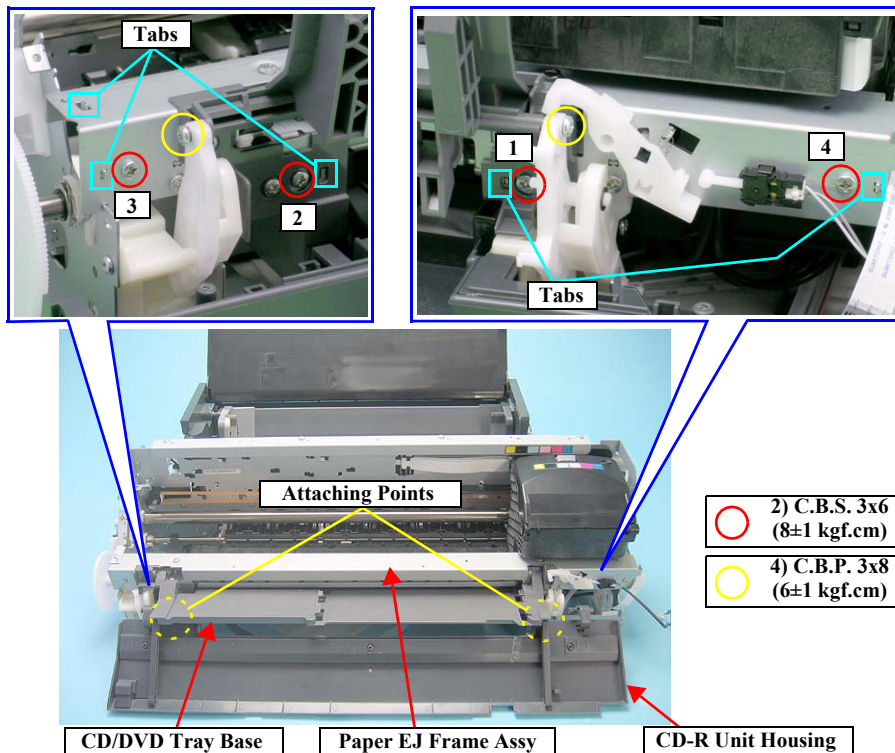 Tabs
3
2
1
4
Tabs
Attaching Points
2) C.B.S. 3x6
(8±1 kgf.cm)
4) C.B.P. 3x8
(6±1 kgf.cm)
CD/DVD Tray Base
Paper EJ Frame Assy
CD-R Unit Housing